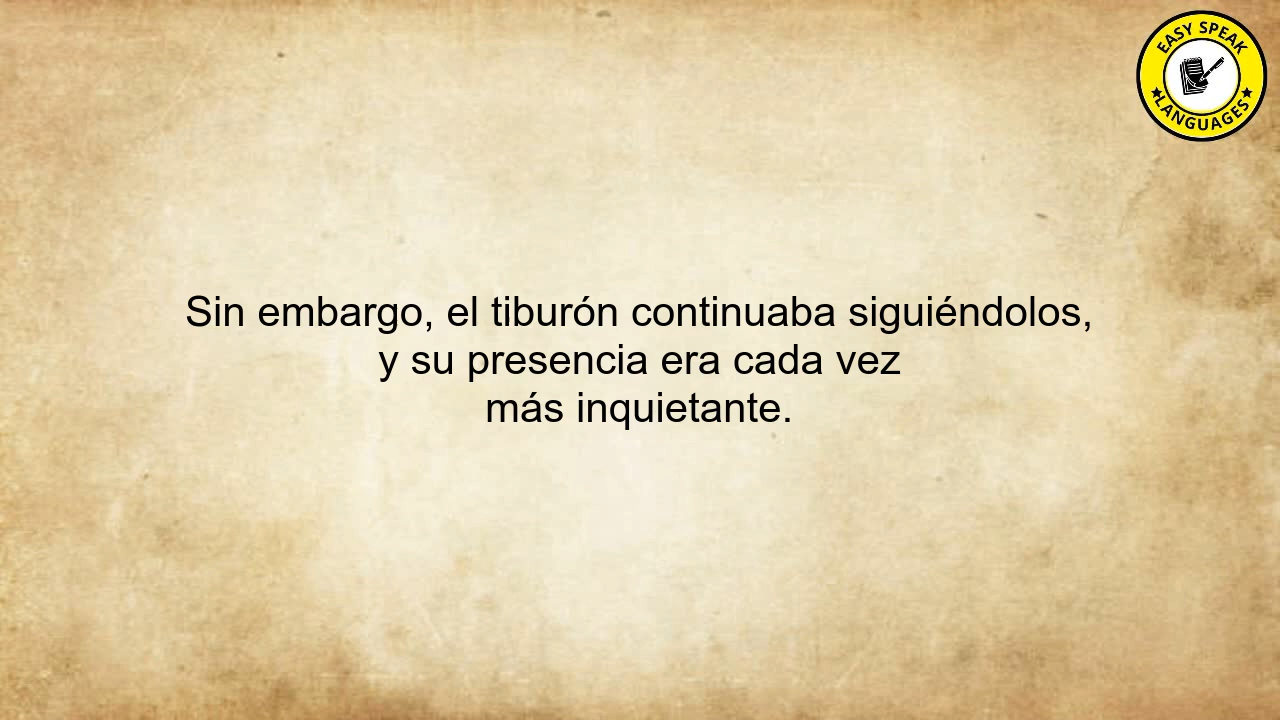 EASY SPEAK
LANGUAGES
Sin embargo, el tiburón continuaba siguiéndolos,
y su presencia era cada vez
más inquietante.